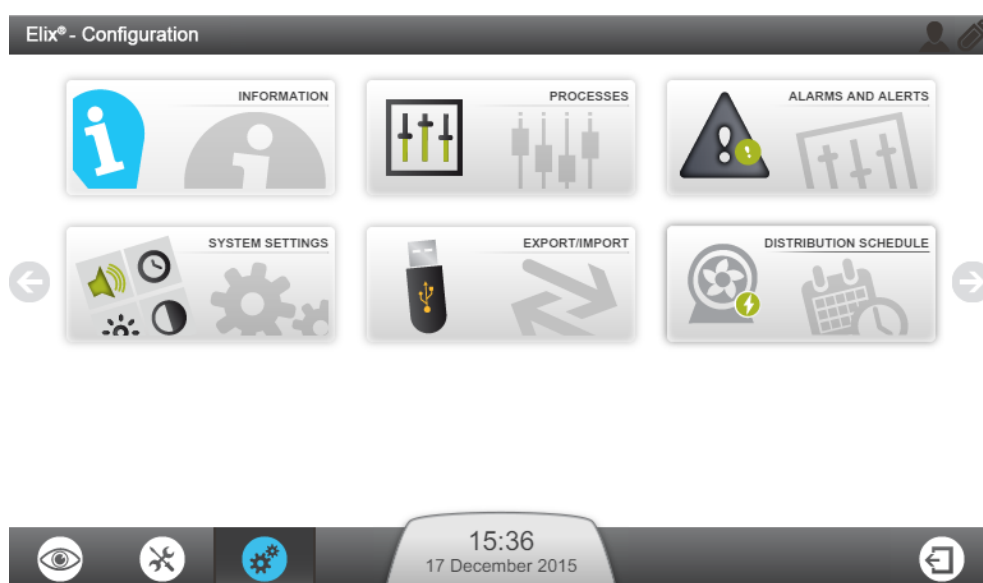 Elix® - Configuration
INFORMATION
PROCESSES
ALARMS AND ALERTS
SYSTEM SETTINGS
EXPORT/IMPORT
DISTRIBUTION SCHEDULE
15:36
17 December 2015